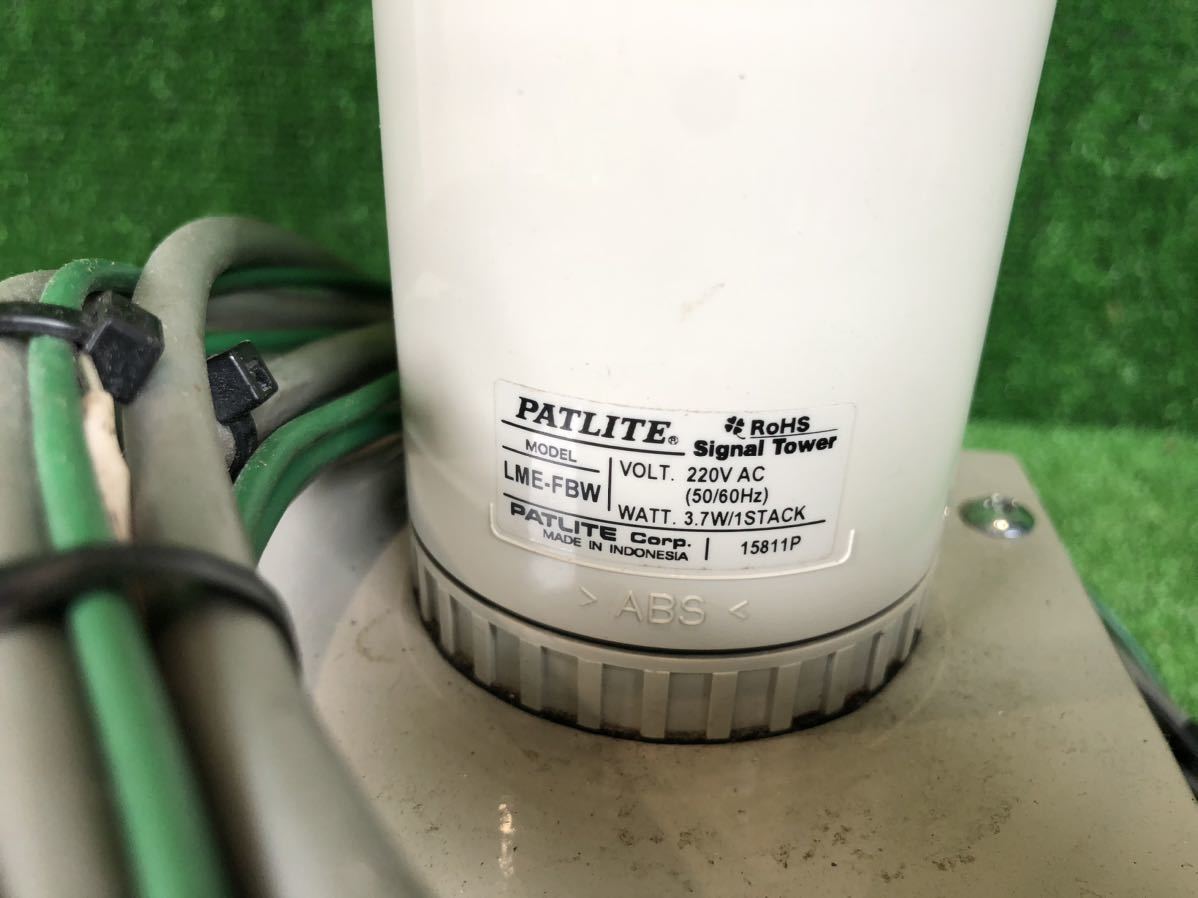 PATLITE®
RoHS
Signal Tower
MODEL
LME-FBW
VOLT. 220V AC
(50/60Hz)
WATT. 3.7W/1STACK
PATLITE Corp.
MADE IN INDONESIA
15811P
> ABS <